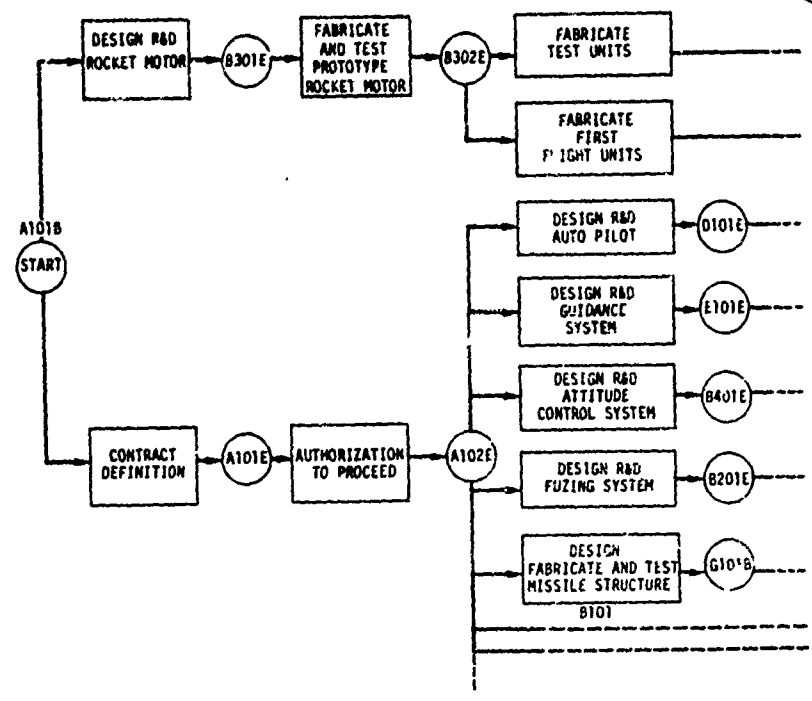 DESIGN R&D
ROCKET MOTOR
B301E
FABRICATE
AND TEST
PROTOTYPE
ROCKET MOTOR
B302E
FABRICATE
TEST UNITS
FABRICATE
FIRST
UNITS
A101B
START
DESIGN R&D
AUTO PILOT
D101E
DESIGN R&D
GUIDANCE
SYSTEM
E101E
DESIGN R&D
ATTITUDE
CONTROL SYSTEM
B401E
CONTRACT
DEFINITION
A101E
AUTHORIZATION
TO PROCEED
A102E
DESIGN R&D
FUZING SYSTEM
B201E
DESIGN
FABRICATE AND TEST
MISSILE STRUCTURE
B101